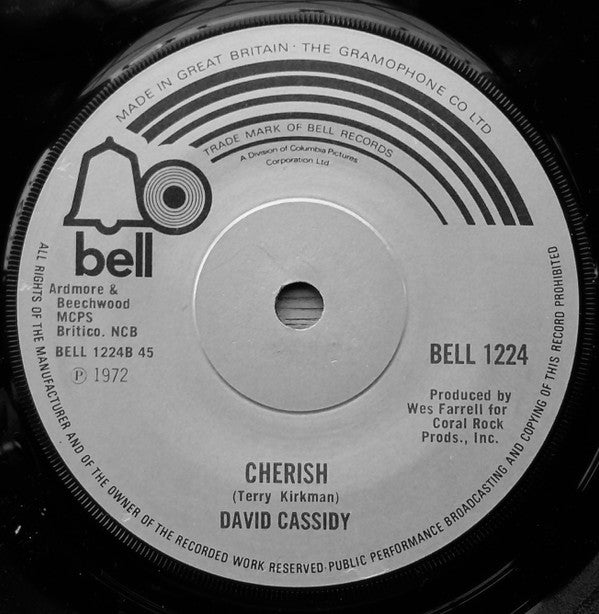 MADE IN GREAT BRITAIN · THE GRAMOPHONE CO LTD
TRADE MARK OF BELL RECORDS
A Division of Columbia Pictures
Corporation Ltd
bell
Ardmore &
Beechwood
MCPS
Britico. NCB
BELL 1224B 45
℗ 1972
BELL 1224
Produced by
Wes Farrell for
Coral Rock
Prods., Inc.
CHERISH
(Terry Kirkman)
DAVID CASSIDY
ALL RIGHTS OF THE MANUFACTURER AND OF THE OWNER OF THE RECORDED WORK RESERVED·PUBLIC PERFORMANCE BROADCASTING AND COPYING OF THIS RECORD PROHIBITED